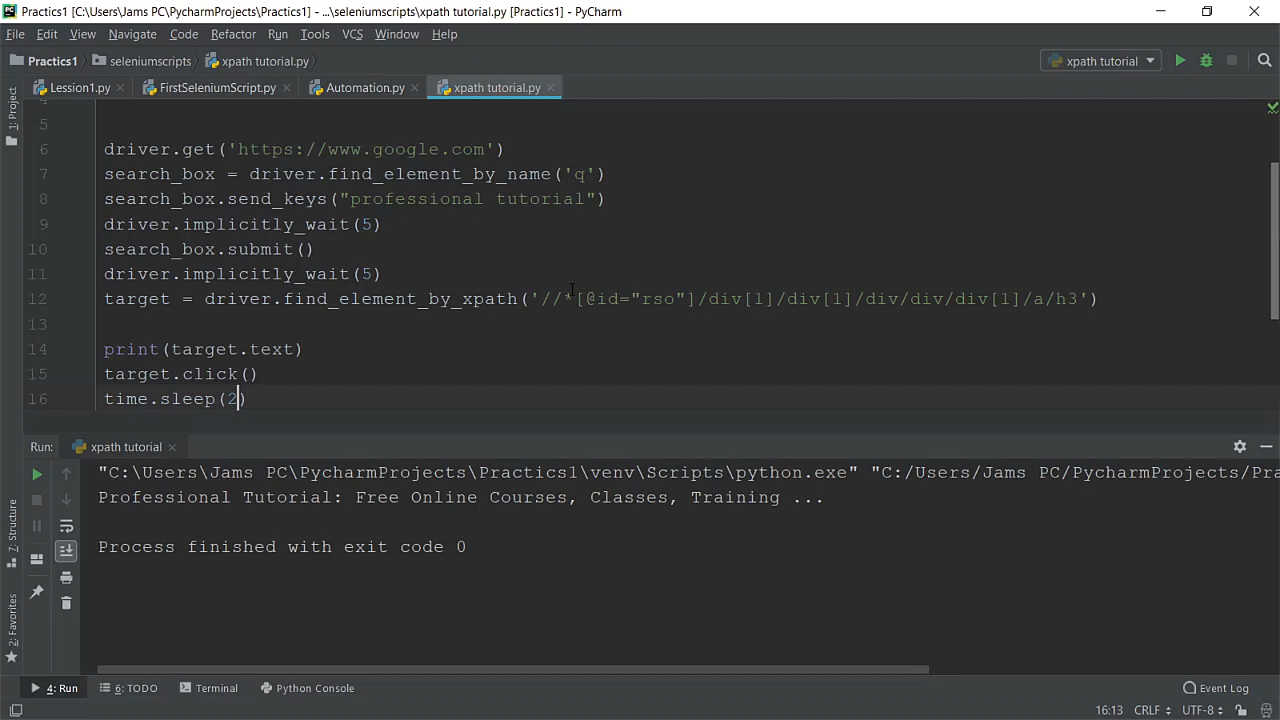 Practics1 [C:\Users\Jams PC\PycharmProjects\Practics1] - ...\seleniumscripts\xpath tutorial.py [Practics1] - PyCharm
File Edit View Navigate Code Refactor Run Tools VCS Window Help
Practics1 seleniumscripts xpath tutorial.py xpath tutorial
Lession1.py FirstSeleniumScript.py Automation.py xpath tutorial.py
1: Project
5
6 driver.get('https://www.google.com')
7 search_box = driver.find_element_by_name('q')
8 search_box.send_keys("professional tutorial")
9 driver.implicitly_wait(5)
10 search_box.submit()
11 driver.implicitly_wait(5)
12 target = driver.find_element_by_xpath('//*[@id="rso"]/div[1]/div[1]/div/div/div[1]/a/h3')
13
14 print(target.text)
15 target.click()
16 time.sleep(2)
Run: xpath tutorial
"C:\Users\Jams PC\PycharmProjects\Practics1\venv\Scripts\python.exe" "C:/Users/Jams PC/PycharmProjects/Pra
Professional Tutorial: Free Online Courses, Classes, Training ...
Process finished with exit code 0
7: Structure
2: Favorites
4: Run 6: TODO Terminal Python Console Event Log
16:13 CRLF UTF-8